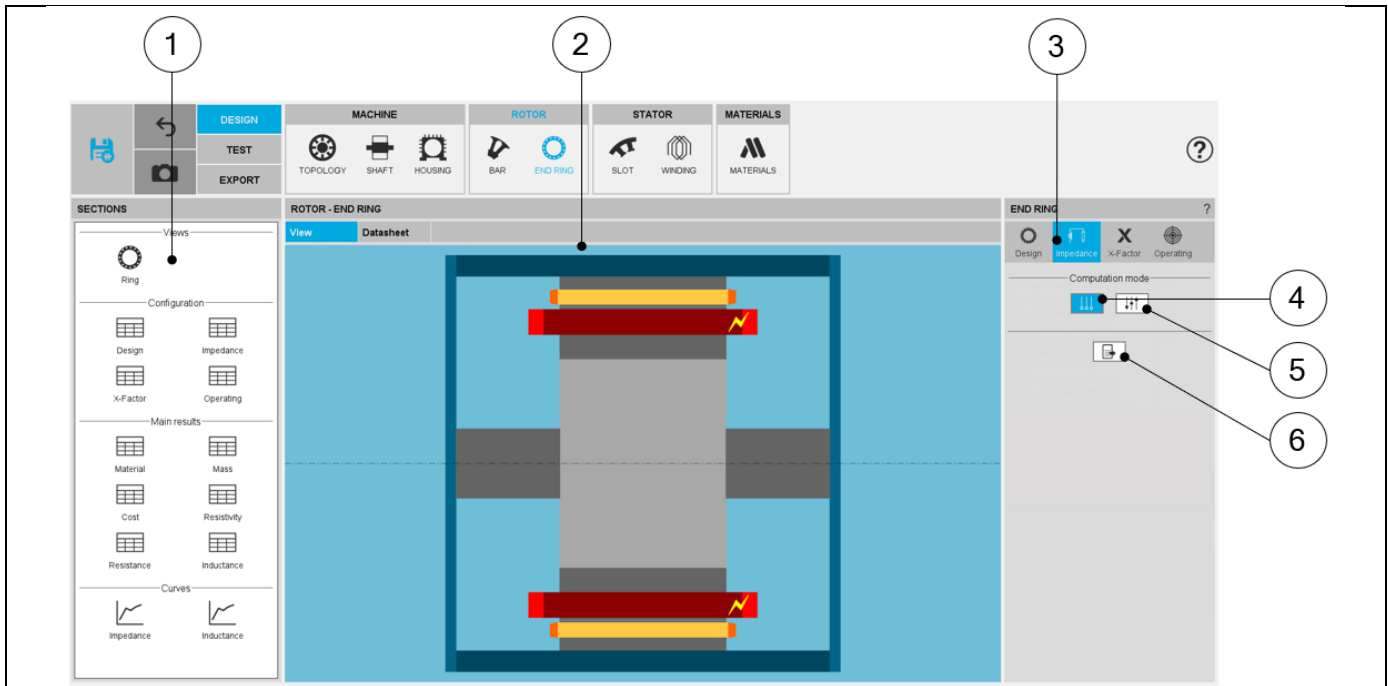 1
2
3
DESIGN
TEST
EXPORT
MACHINE
TOPOLOGY SHAFT HOUSING
ROTOR
BAR END RING
STATOR
SLOT WINDING
MATERIALS
MATERIALS
?
SECTIONS
Views
Ring
Configuration
Design Impedance
X-Factor Operating
Main results
Material Mass
Cost Resistivity
Resistance Inductance
Curves
Impedance Inductance
ROTOR - END RING
View Datasheet
END RING ?
X
Design Impedance X-Factor Operating
Computation mode
4
5
6